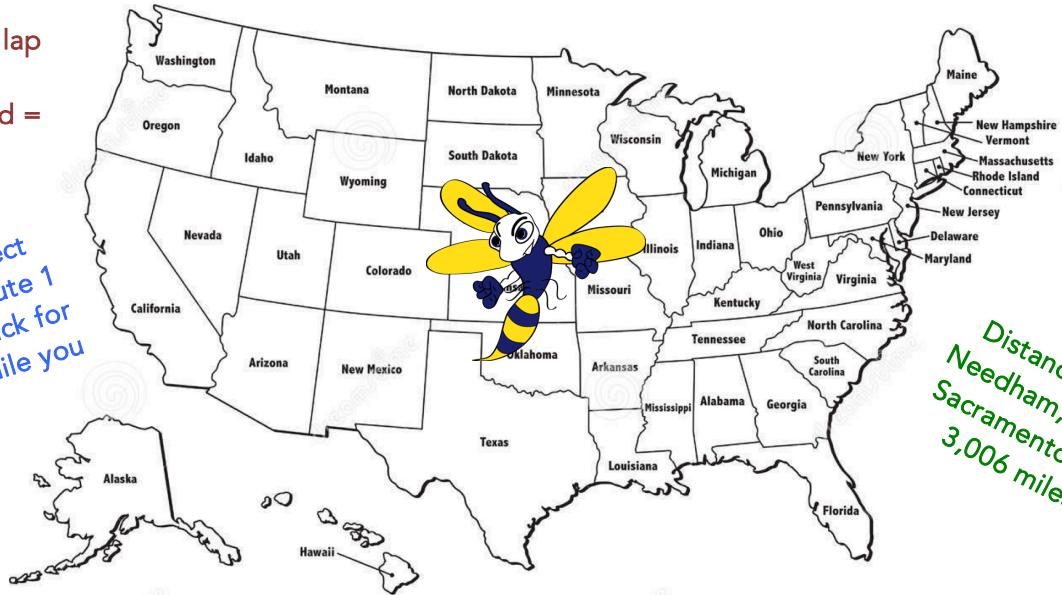 lap
d =
ect
ute 1
ck for
ile you
Washington
Oregon
Idaho
Montana
North Dakota
Minnesota
South Dakota
Wyoming
Wisconsin
Michigan
Maine
New Hampshire
Vermont
New York
Massachusetts
Rhode Island
Connecticut
Pennsylvania
New Jersey
Delaware
Maryland
Nevada
Utah
Colorado
California
Illinois
Indiana
Ohio
West
Virginia
Virginia
Missouri
Kentucky
North Carolina
Tennessee
South
Carolina
Arizona
New Mexico
Oklahoma
Arkansas
Mississippi
Alabama
Georgia
Texas
Louisiana
Florida
Alaska
Hawaii
Distanc
Needham,
Sacramento
3,006 mile